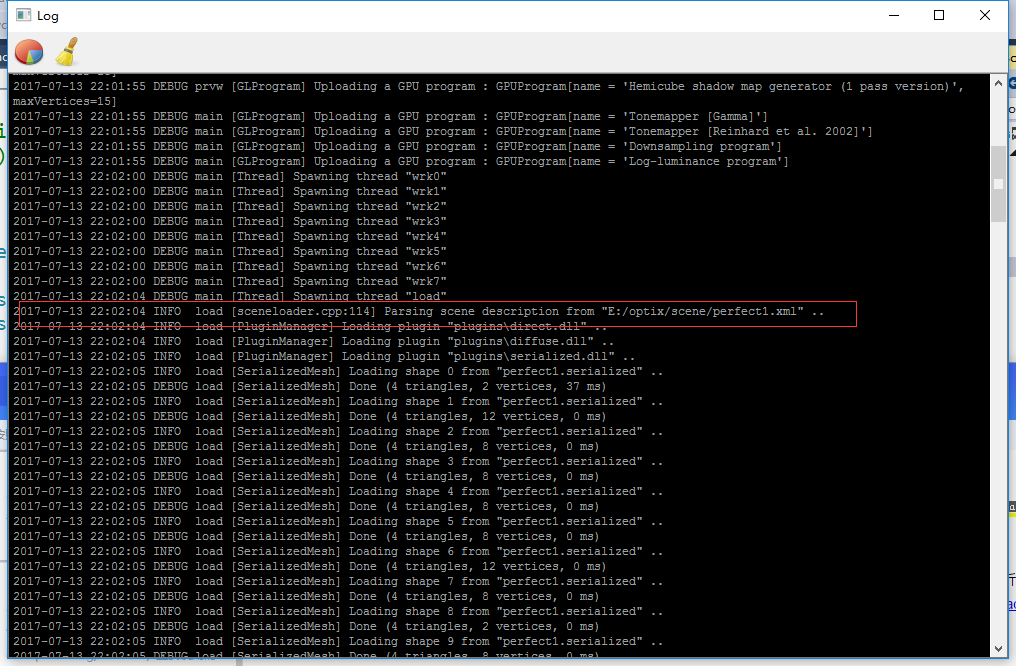 Log
2017-07-13 22:01:55 DEBUG prvw [GLProgram] Uploading a GPU program : GPUProgram[name = 'Hemicube shadow map generator (1 pass version)',
maxVertices=15]
2017-07-13 22:01:55 DEBUG main [GLProgram] Uploading a GPU program : GPUProgram[name = 'Tonemapper [Gamma]']
2017-07-13 22:01:55 DEBUG main [GLProgram] Uploading a GPU program : GPUProgram[name = 'Tonemapper [Reinhard et al. 2002]']
2017-07-13 22:01:55 DEBUG main [GLProgram] Uploading a GPU program : GPUProgram[name = 'Downsampling program']
2017-07-13 22:01:55 DEBUG main [GLProgram] Uploading a GPU program : GPUProgram[name = 'Log-luminance program']
2017-07-13 22:02:00 DEBUG main [Thread] Spawning thread "wrk0"
2017-07-13 22:02:00 DEBUG main [Thread] Spawning thread "wrk1"
2017-07-13 22:02:00 DEBUG main [Thread] Spawning thread "wrk2"
2017-07-13 22:02:00 DEBUG main [Thread] Spawning thread "wrk3"
2017-07-13 22:02:00 DEBUG main [Thread] Spawning thread "wrk4"
2017-07-13 22:02:00 DEBUG main [Thread] Spawning thread "wrk5"
2017-07-13 22:02:00 DEBUG main [Thread] Spawning thread "wrk6"
2017-07-13 22:02:00 DEBUG main [Thread] Spawning thread "wrk7"
2017-07-13 22:02:04 DEBUG main [Thread] Spawning thread "load"
2017-07-13 22:02:04 INFO  load [sceneloader.cpp:114] Parsing scene description from "E:/optix/scene/perfect1.xml" ..
2017-07-13 22:02:04 INFO  load [PluginManager] Loading plugin "plugins\direct.dll" ..
2017-07-13 22:02:04 INFO  load [PluginManager] Loading plugin "plugins\diffuse.dll" ..
2017-07-13 22:02:05 INFO  load [PluginManager] Loading plugin "plugins\serialized.dll" ..
2017-07-13 22:02:05 INFO  load [SerializedMesh] Loading shape 0 from "perfect1.serialized" ..
2017-07-13 22:02:05 DEBUG load [SerializedMesh] Done (4 triangles, 2 vertices, 37 ms)
2017-07-13 22:02:05 INFO  load [SerializedMesh] Loading shape 1 from "perfect1.serialized" ..
2017-07-13 22:02:05 DEBUG load [SerializedMesh] Done (4 triangles, 12 vertices, 0 ms)
2017-07-13 22:02:05 INFO  load [SerializedMesh] Loading shape 2 from "perfect1.serialized" ..
2017-07-13 22:02:05 DEBUG load [SerializedMesh] Done (4 triangles, 8 vertices, 0 ms)
2017-07-13 22:02:05 INFO  load [SerializedMesh] Loading shape 3 from "perfect1.serialized" ..
2017-07-13 22:02:05 DEBUG load [SerializedMesh] Done (4 triangles, 8 vertices, 0 ms)
2017-07-13 22:02:05 INFO  load [SerializedMesh] Loading shape 4 from "perfect1.serialized" ..
2017-07-13 22:02:05 DEBUG load [SerializedMesh] Done (4 triangles, 8 vertices, 0 ms)
2017-07-13 22:02:05 INFO  load [SerializedMesh] Loading shape 5 from "perfect1.serialized" ..
2017-07-13 22:02:05 DEBUG load [SerializedMesh] Done (4 triangles, 8 vertices, 0 ms)
2017-07-13 22:02:05 INFO  load [SerializedMesh] Loading shape 6 from "perfect1.serialized" ..
2017-07-13 22:02:05 DEBUG load [SerializedMesh] Done (4 triangles, 12 vertices, 0 ms)
2017-07-13 22:02:05 INFO  load [SerializedMesh] Loading shape 7 from "perfect1.serialized" ..
2017-07-13 22:02:05 DEBUG load [SerializedMesh] Done (4 triangles, 8 vertices, 0 ms)
2017-07-13 22:02:05 INFO  load [SerializedMesh] Loading shape 8 from "perfect1.serialized" ..
2017-07-13 22:02:05 DEBUG load [SerializedMesh] Done (4 triangles, 2 vertices, 0 ms)
2017-07-13 22:02:05 INFO  load [SerializedMesh] Loading shape 9 from "perfect1.serialized" ..